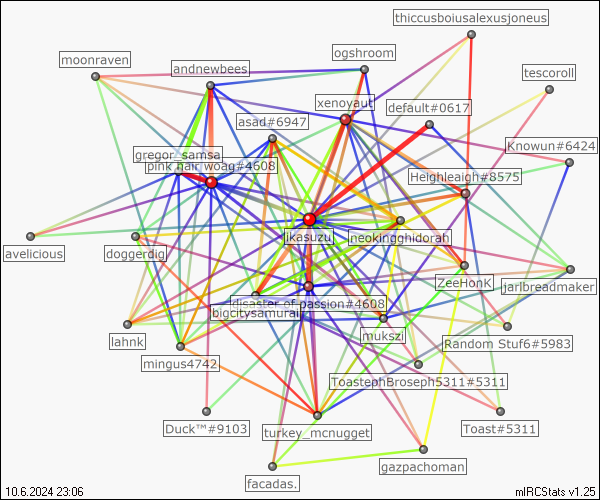 thiccusboiusalexusjoneus
ogshroom
moonraven
andnewbees
tescoroll
xenoyaut
default#0617
asad#6947
Knowun#6424
gregor_samsa
pink hair woag#4608
Heighleigh#8575
jkasuzu
neokingghidorah
avelicious
doggerdig
ZeeHonK
jarlbreadmaker
disaster of passion#4608
bigcitysamurai
lahnk
mukszi
Random Stuf6#5983
mingus4742
ToastephBroseph5311#5311
Duck™#9103
turkey_mcnugget
Toast#5311
gazpachoman
facadas.
10.6.2024 23:06
mIRCStats v1.25